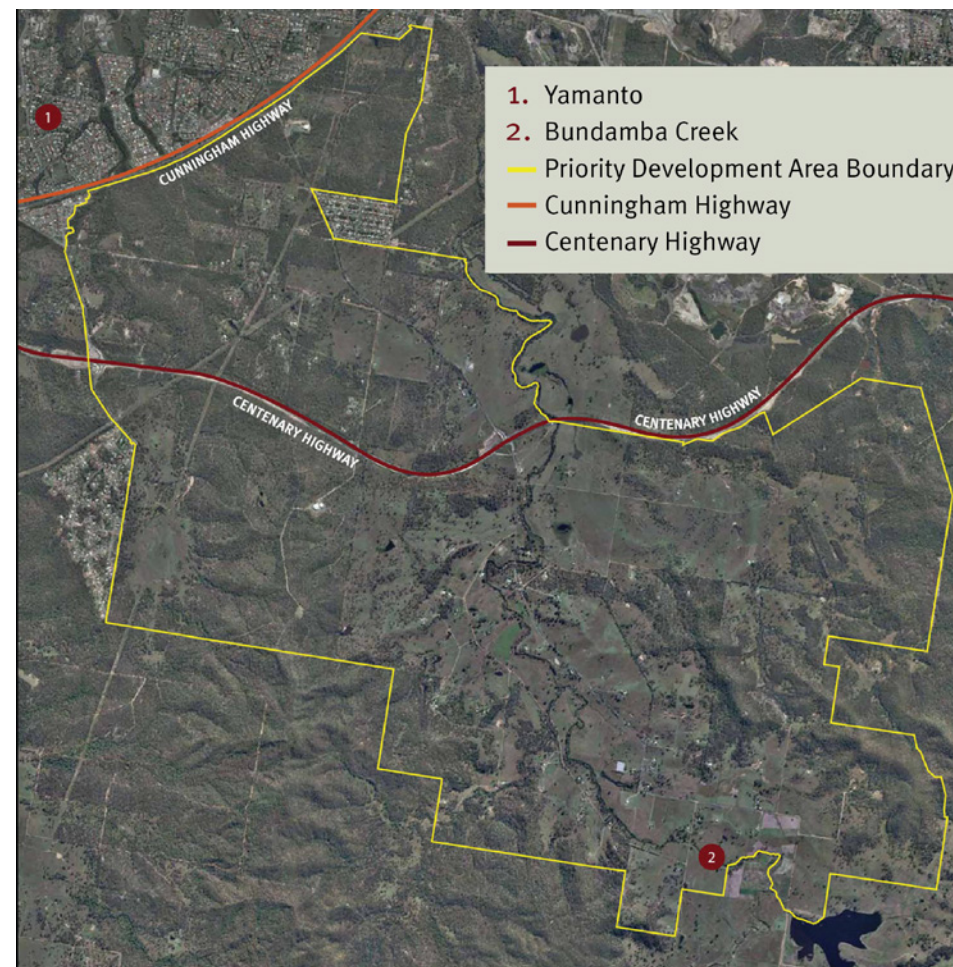 1
CUNNINGHAM HIGHWAY
1. Yamanto
2. Bundamba Creek
Priority Development Area Boundary
Cunningham Highway
Centenary Highway
CENTENARY HIGHWAY
CENTENARY HIGHWAY
2